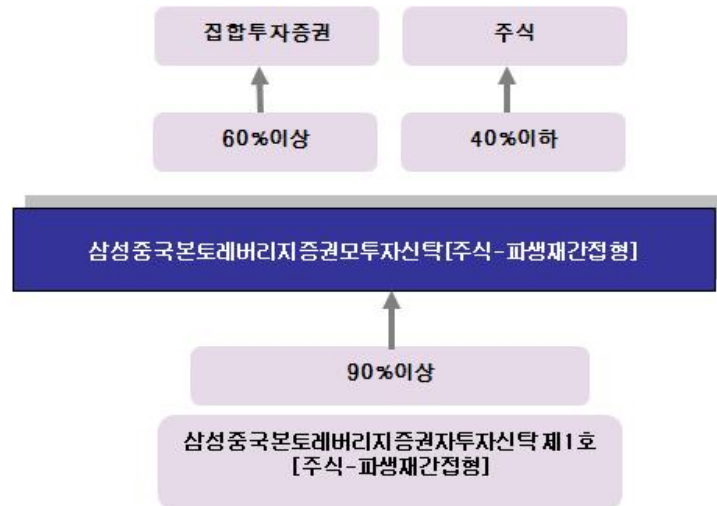 집합투자증권
주식
60%이상
40%이하
삼성중국본토레버리지증권모투자신탁[주식-파생재간접형]
90%이상
삼성중국본토레버리지증권자투자신탁 제1호
[주식-파생재간접형]